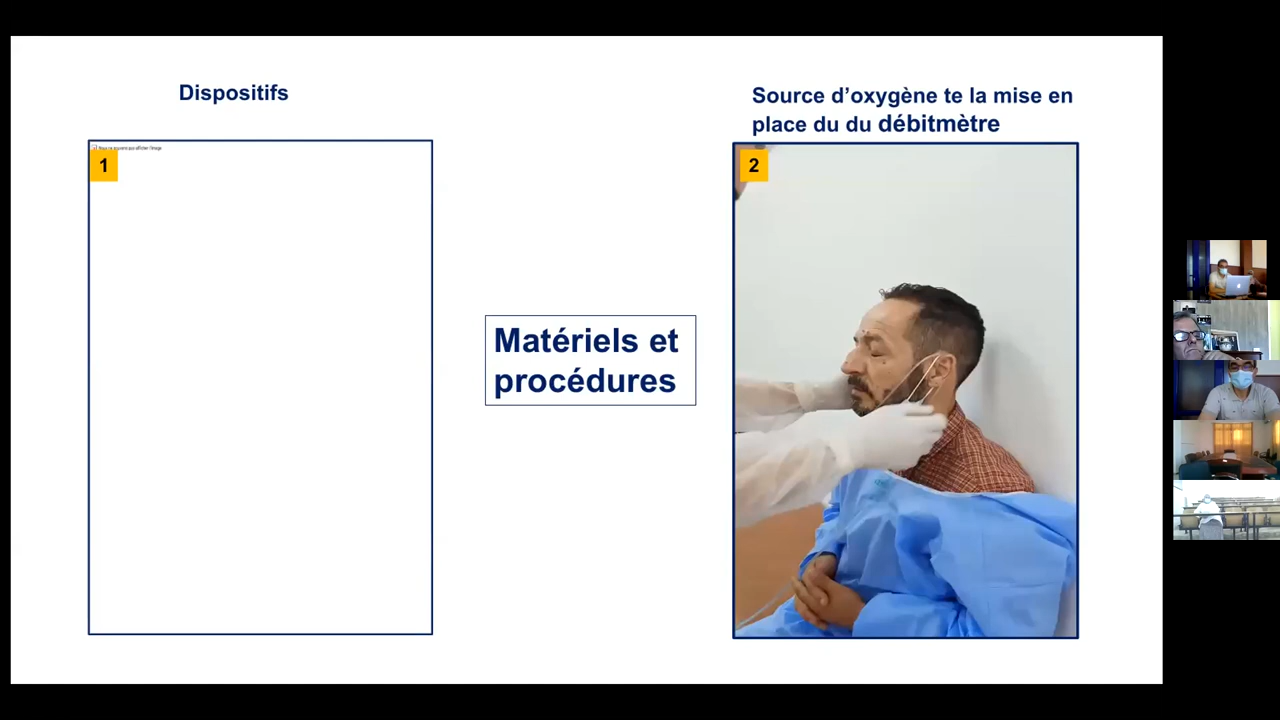 Dispositifs
Source d'oxygène te la mise en
place du du débitmètre
1
2
Matériels et
procédures